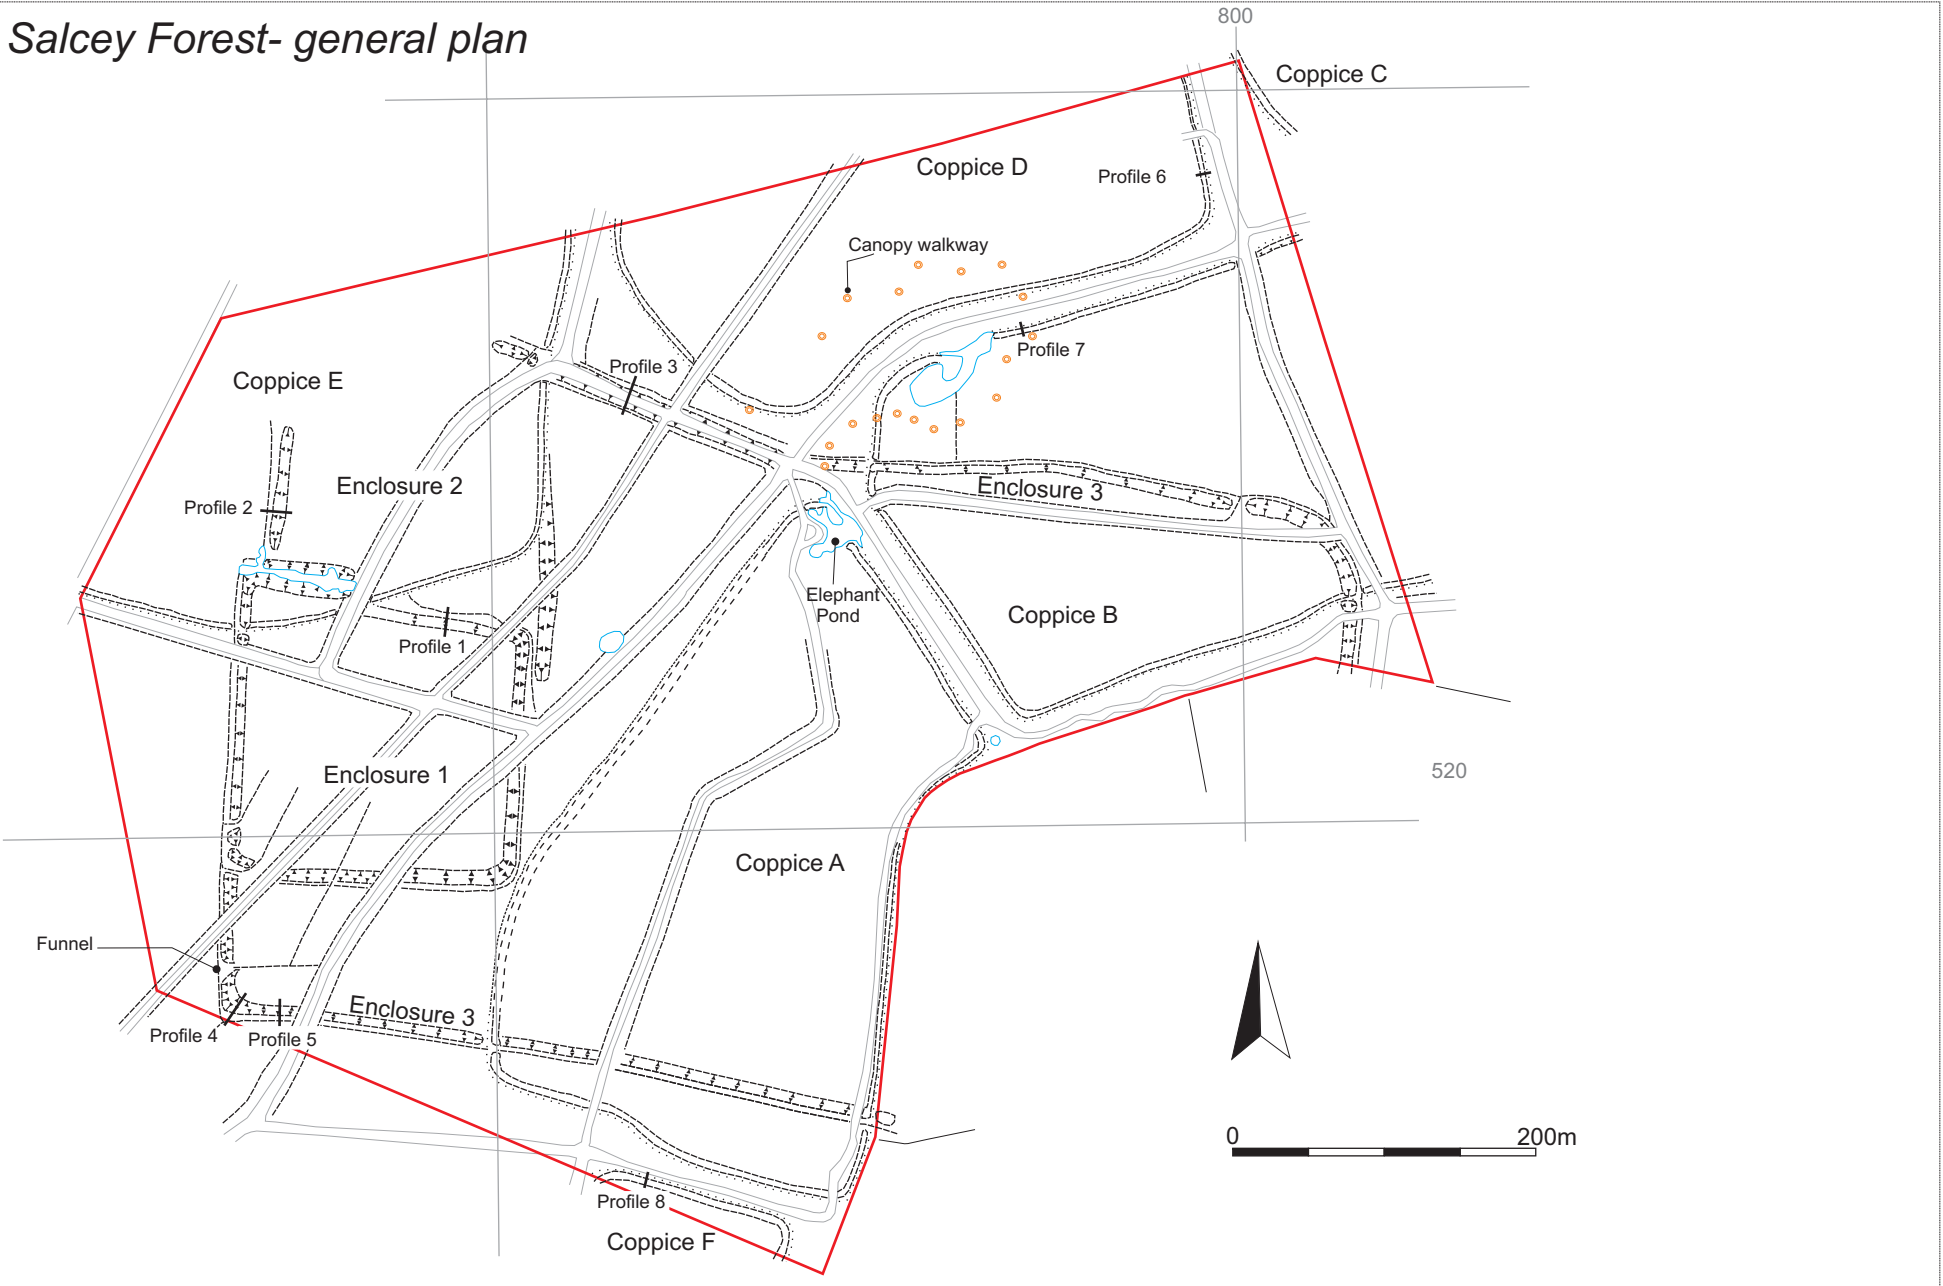 800
Salcey Forest- general plan
Coppice C
Coppice D
Profile 6
Canopy walkway
Profile 7
Profile 3
Coppice E
Enclosure 2
Enclosure 3
Profile 2
Elephant
Pond
Coppice B
Profile 1
520
Enclosure 1
Coppice A
Funnel
Enclosure 3
Profile 4
Profile 5
0
200m
Profile 8
Coppice F